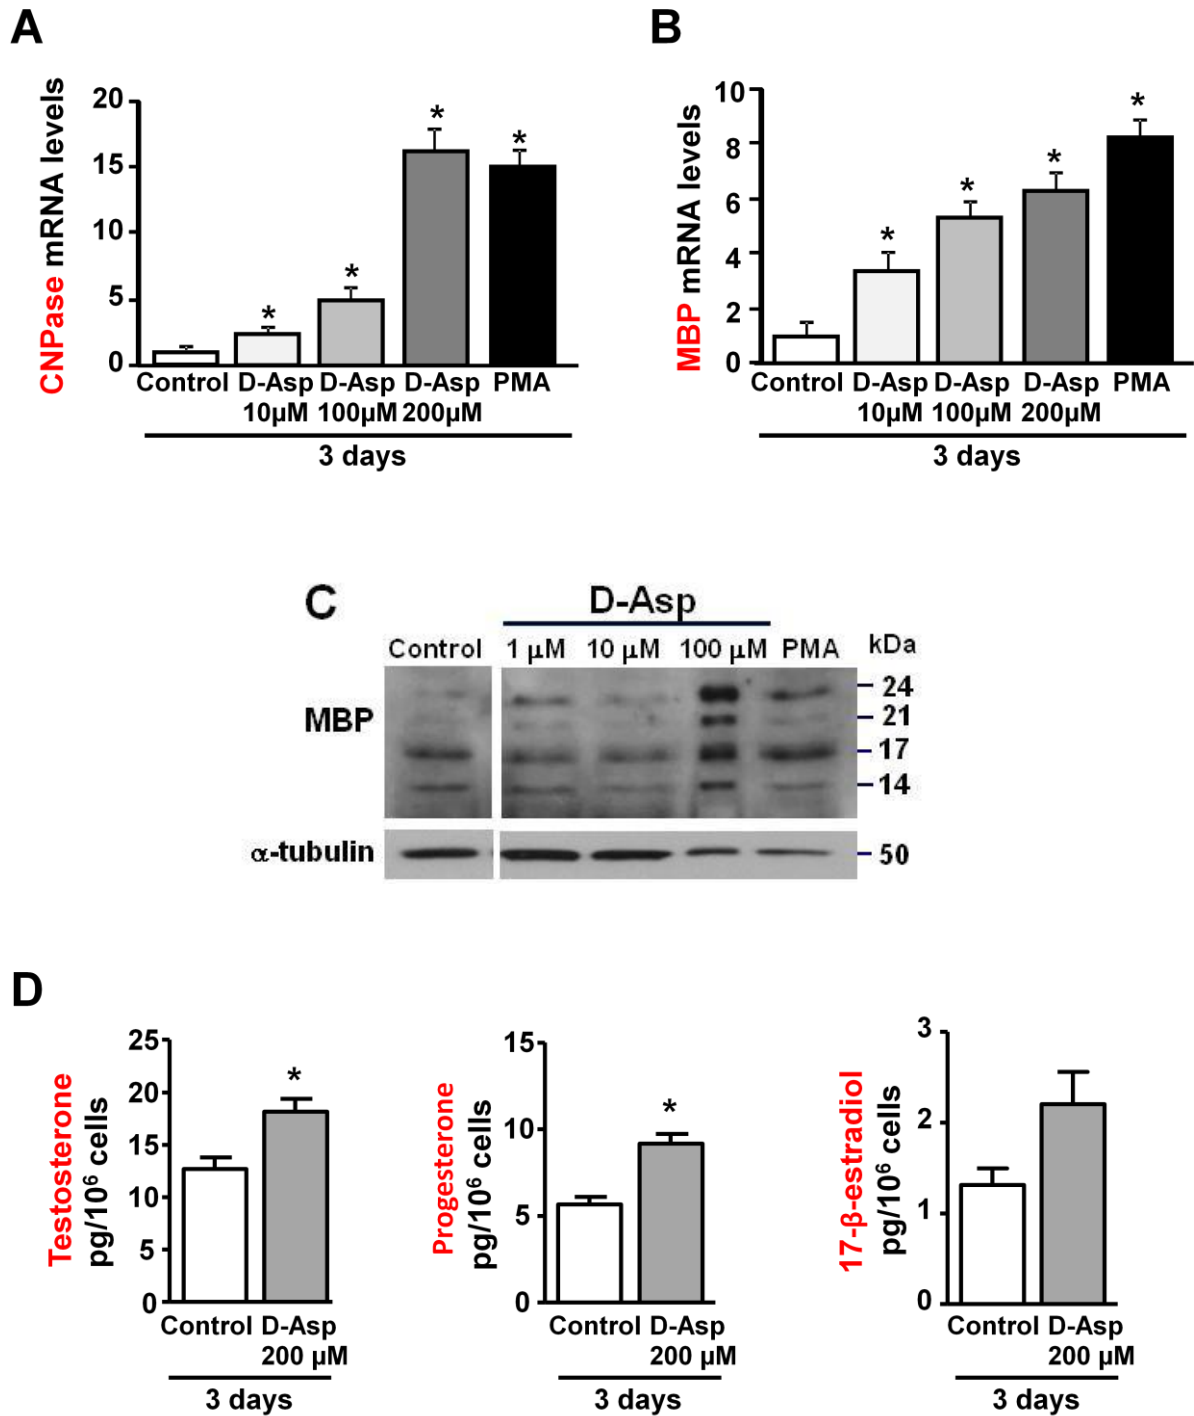 A
CNPase mRNA levels
20
15
10
5
0
*
*
*
*
Control D-Asp D-Asp D-Asp PMA
10µM 100µM 200µM
3 days
B
MBP mRNA levels
10
8
6
4
2
0
*
*
*
*
Control D-Asp D-Asp D-Asp PMA
10µM 100µM 200µM
3 days
C
D-Asp
Control 1 µM 10 µM 100 µM PMA kDa
MBP
24
21
17
14
α-tubulin
50
D
Testosterone
pg/10⁶ cells
25
20
15
10
5
0
*
Control D-Asp
200 µM
3 days
Progesterone
pg/10⁶ cells
15
10
5
0
*
Control D-Asp
200 µM
3 days
17-β-estradiol
pg/10⁶ cells
3
2
1
0
Control D-Asp
200 µM
3 days